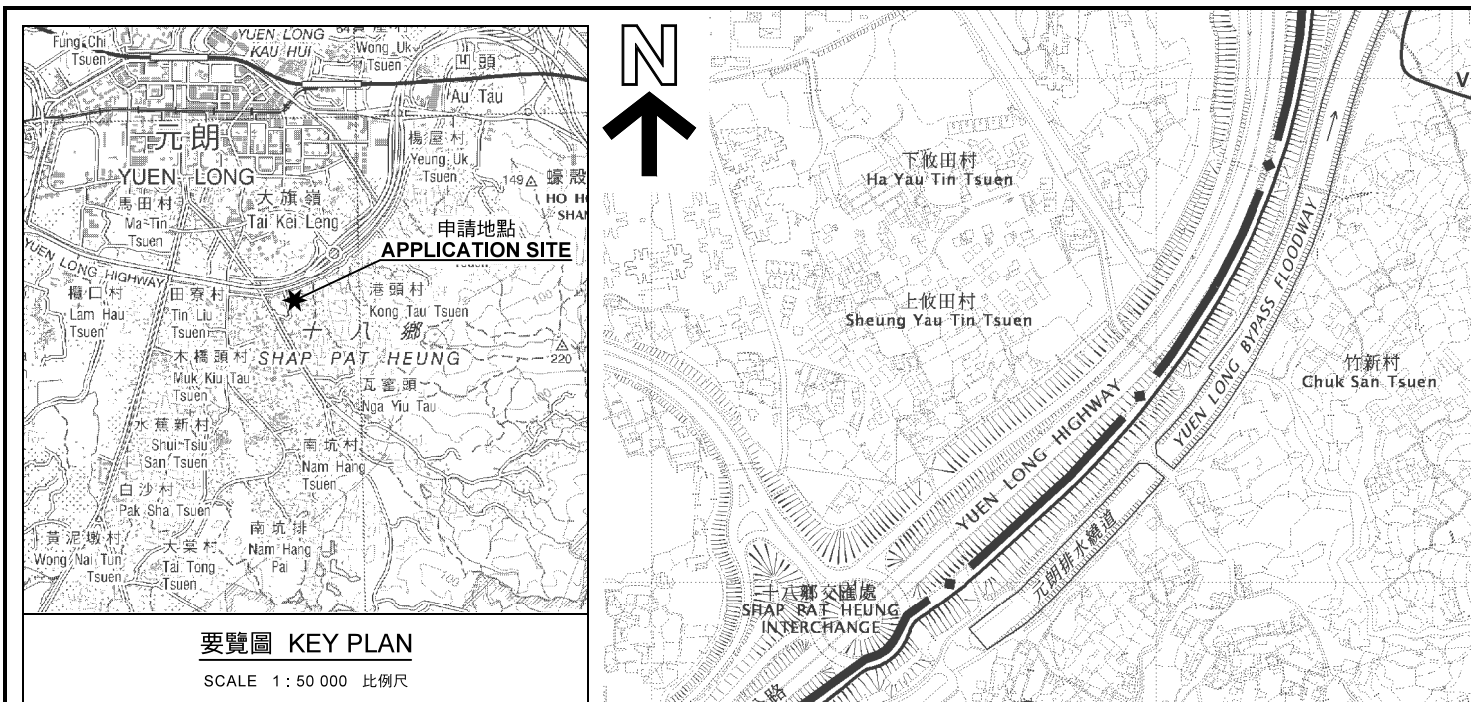 YUEN LONG
KAU HUI
Fung Chi
Tsuen
Wong Uk
Tsuen
凹頭
Au Tau
元朗
YUEN LONG
楊屋村
Yeung Uk
Tsuen
149
蠔殼
HO H
SHAN
馬田村
Ma Tin
Tsuen
大旗嶺
Tai Kei Leng
申請地點
APPLICATION SITE
YUEN LONG HIGHWAY
欖口村
Lam Hau
Tsuen
田寮村
Tin Liu
Tsuen
港頭村
Kong Tau Tsuen
100
十八鄉
SHAP PAT HEUNG
220
木橋頭村
Muk Kiu Tau
Tsuen
瓦窰頭
Nga Yiu Tau
水蕉新村
Shui Tsiu
San Tsuen
南坑村
Nam Hang
Tsuen
白沙村
Pak Sha Tsuen
黃泥墩村
Wong Nai Tun
Tsuen
大棠村
Tai Tong
Tsuen
南坑排
Nam Hang
Pai
100
要覽圖 KEY PLAN
SCALE 1 : 50 000 比例尺
N
V
下攸田村
Ha Yau Tin Tsuen
上攸田村
Sheung Yau Tin Tsuen
竹新村
Chuk San Tsuen
YUEN LONG HIGHWAY
YUEN LONG BYPASS FLOODWAY
元朗排水繞道
十八鄉交匯處
SHAP PAT HEUNG
INTERCHANGE
公路